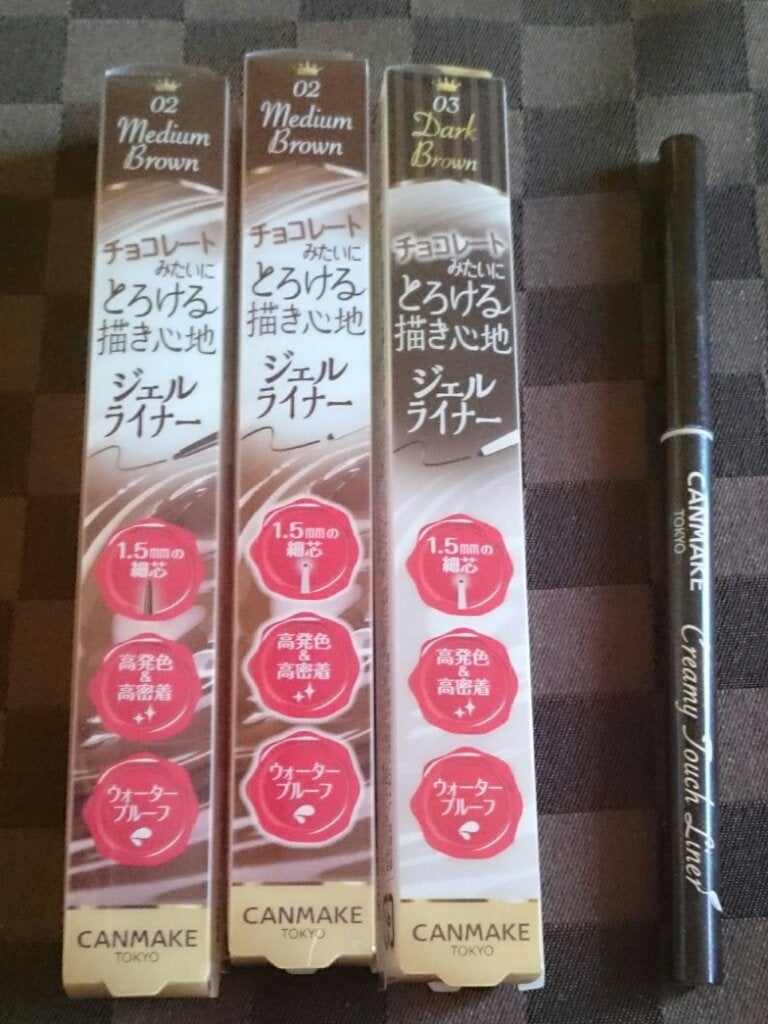 02
Medium
Brown
チョコレート
みたいに
とろける
描き心地
ジェル
ライナー
1.5mmの
細芯
高発色
&
高密着
ウォーター
プルーフ
CANMAKE
TOKYO
02
Medium
Brown
チョコレート
みたいに
とろける
描き心地
ジェル
ライナー
1.5mmの
細芯
高発色
&
高密着
ウォーター
プルーフ
CANMAKE
TOKYO
03
Dark
Brown
チョコレート
みたいに
とろける
描き心地
ジェル
ライナー
1.5mmの
細芯
高発色
&
高密着
ウォーター
プルーフ
CANMAKE
TOKYO
CANMAKE
TOKYO
Creamy Touch Liner